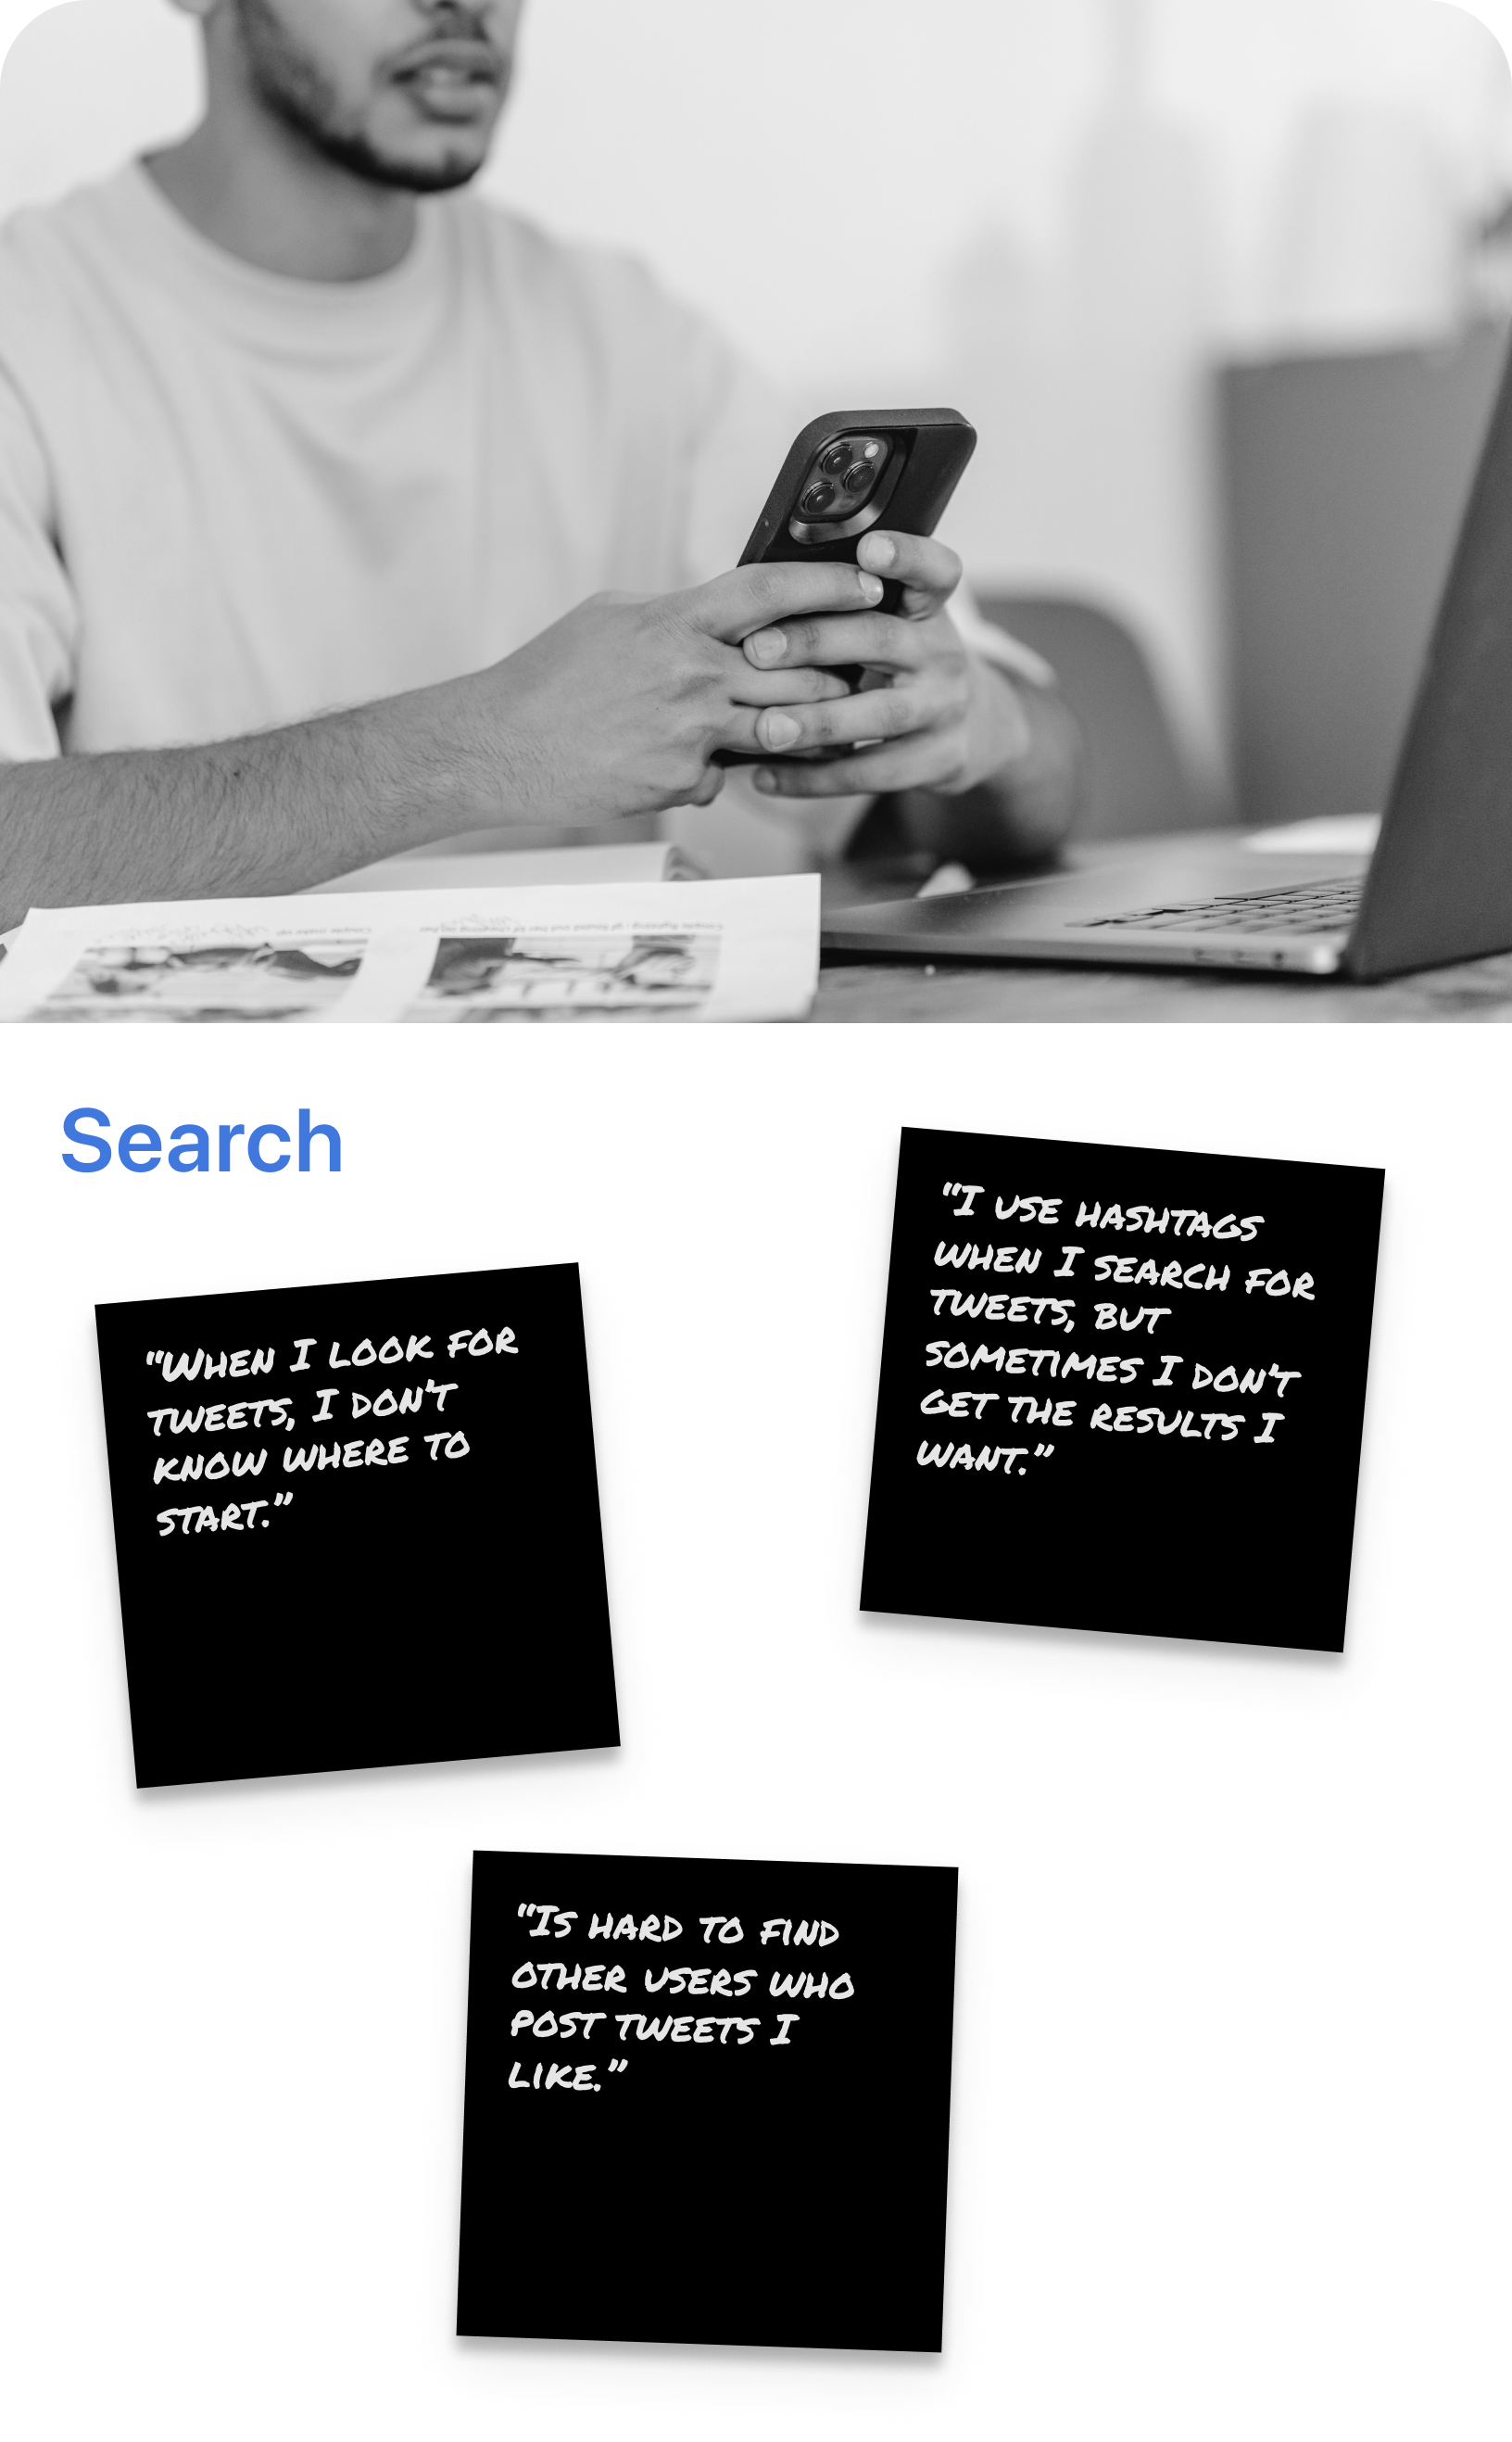 Search
“When I look for
tweets, I don't
know where to
start.”
“I use hashtags
when I search for
tweets, but
sometimes I don't
get the results I
want.”
“Is hard to find
other users who
post tweets I
like.”